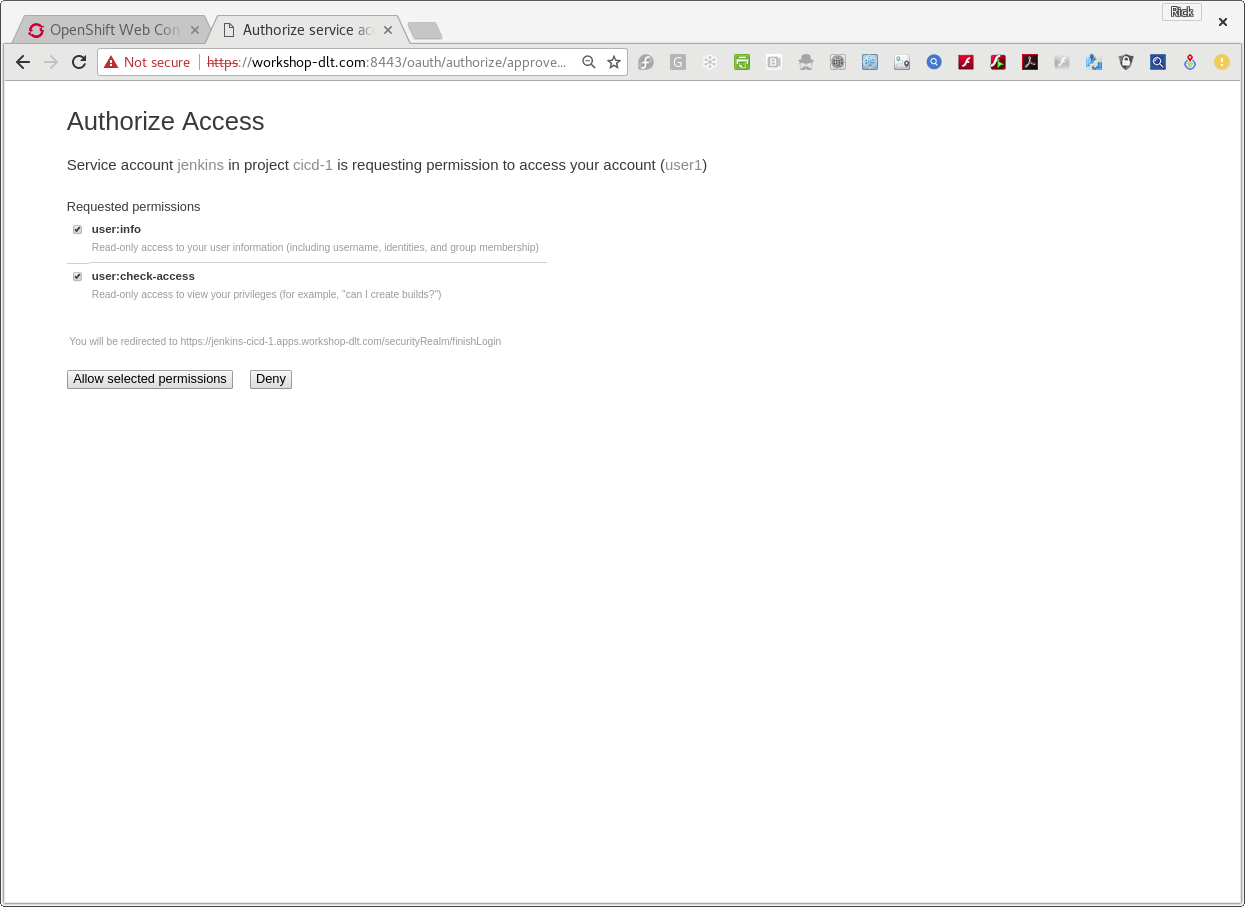 Rick
OpenShift Web Con
Authorize service ac
Not secure
https://workshop-dlt.com:8443/oauth/authorize/approve...
Authorize Access
Service account jenkins in project cicd-1 is requesting permission to access your account (user1)
Requested permissions
user:info
Read-only access to your user information (including username, identities, and group membership)
user:check-access
Read-only access to view your privileges (for example, "can I create builds?")
You will be redirected to https://jenkins-cicd-1.apps.workshop-dlt.com/securityRealm/finishLogin
Allow selected permissions
Deny